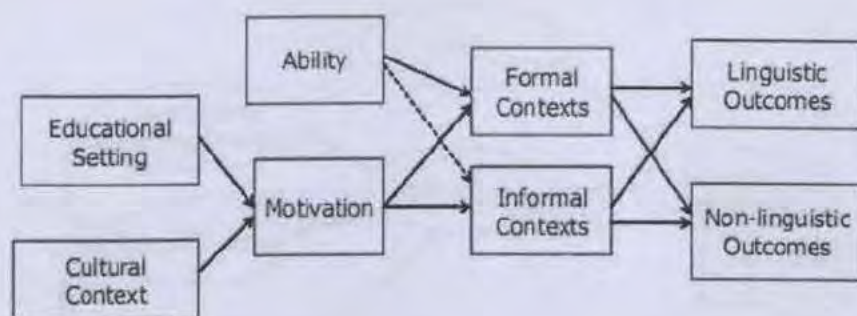 Ability
Formal
Contexts
Linguistic
Outcomes
Educational
Setting
Motivation
Informal
Contexts
Non-linguistic
Outcomes
Cultural
Context